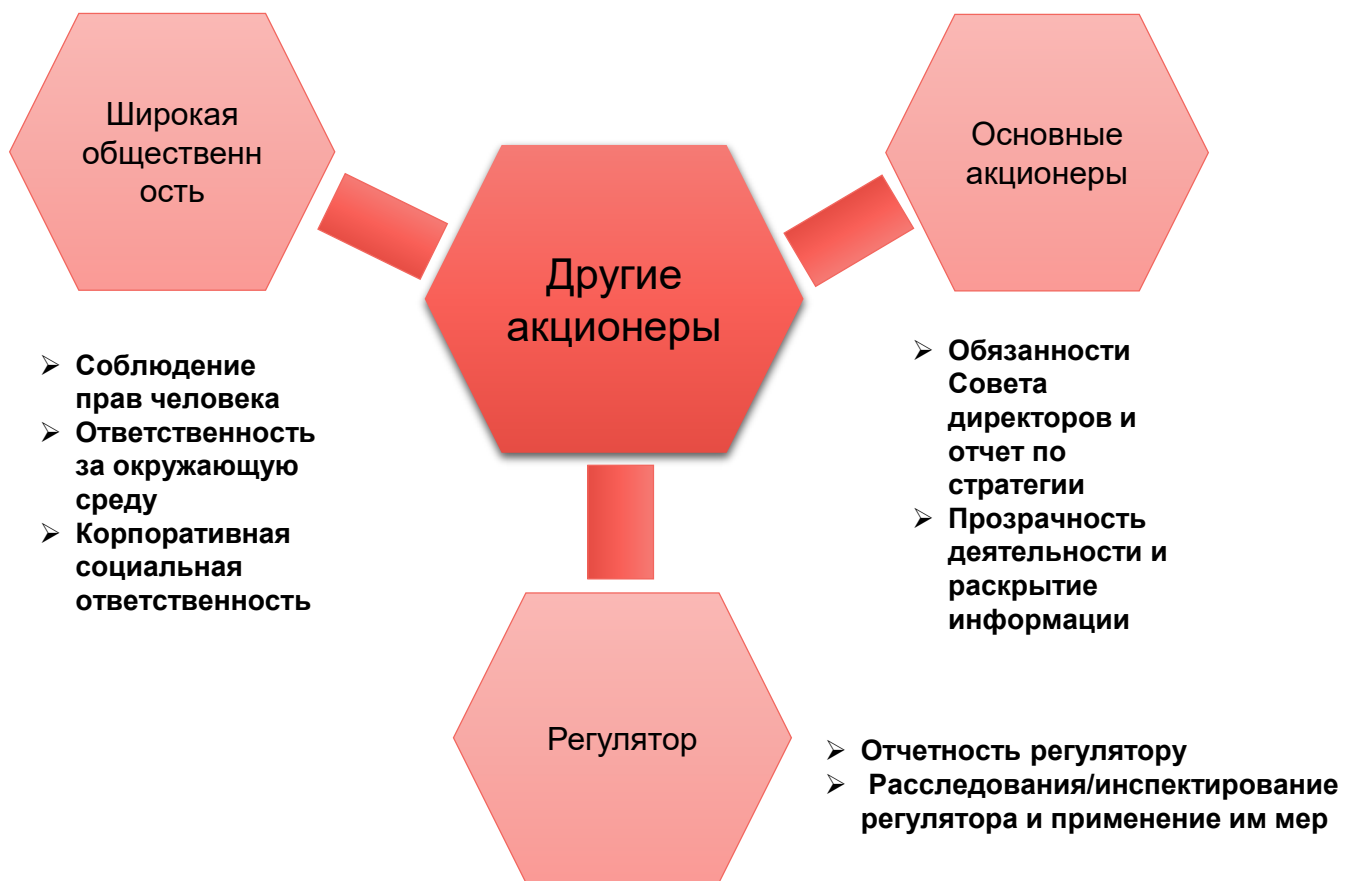 Широкая
общественн
ость
Основные
акционеры
Другие
акционеры
➢ Соблюдение
прав человека
➢ Ответственность
за окружающую
среду
➢ Корпоративная
социальная
ответственность
➢ Обязанности
Совета
директоров и
отчет по
стратегии
➢ Прозрачность
деятельности и
раскрытие
информации
Регулятор
➢ Отчетность регулятору
➢ Расследования/инспектирование
регулятора и применение им мер